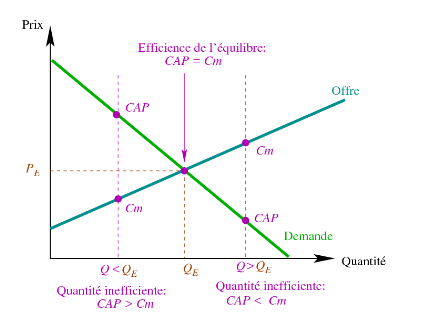 Prix
Efficience de l'équilibre:
CAP = Cm
Offre
CAP
Cm
P_E
Cm
CAP
Demande
Quantité
Q < Q_E
Q_E
Q > Q_E
Quantité inefficiente:
CAP > Cm
Quantité inefficiente:
CAP < Cm